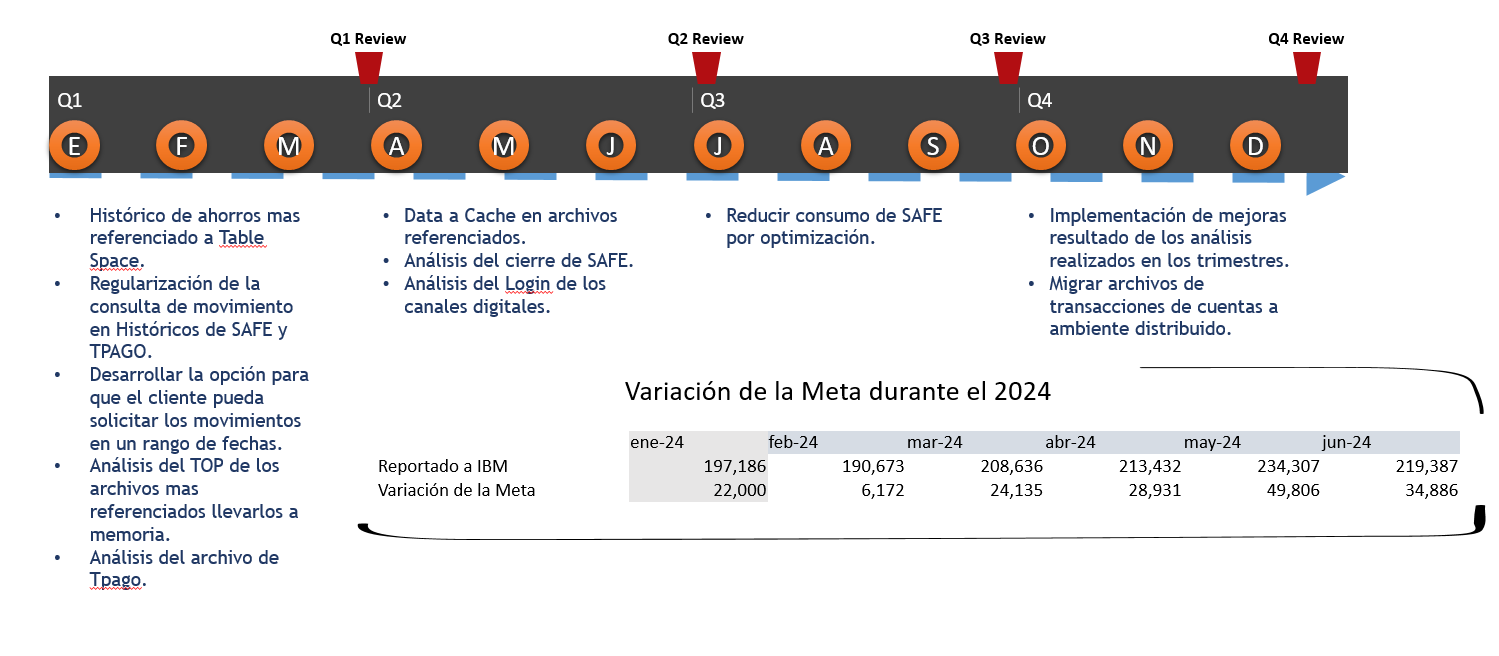 Q1 Review
Q2 Review
Q3 Review
Q4 Review
Q1
Q2
Q3
Q4
E F M A M J J A S O N D
• Histórico de ahorros mas
referenciado a Table
Space.
• Regularización de la
consulta de movimiento
en Históricos de SAFE y
TPAGO.
• Desarrollar la opción para
que el cliente pueda
solicitar los movimientos
en un rango de fechas.
• Análisis del TOP de los
archivos mas
referenciados llevarlos a
memoria.
• Análisis del archivo de
Tpago.
• Data a Cache en archivos
referenciados.
• Análisis del cierre de SAFE.
• Análisis del Login de los
canales digitales.
• Reducir consumo de SAFE
por optimización.
• Implementación de mejoras
resultado de los análisis
realizados en los trimestres.
• Migrar archivos de
transacciones de cuentas a
ambiente distribuido.
Variación de la Meta durante el 2024
ene-24 feb-24 mar-24 abr-24 may-24 jun-24
Reportado a IBM 197,186 190,673 208,636 213,432 234,307 219,387
Variación de la Meta 22,000 6,172 24,135 28,931 49,806 34,886